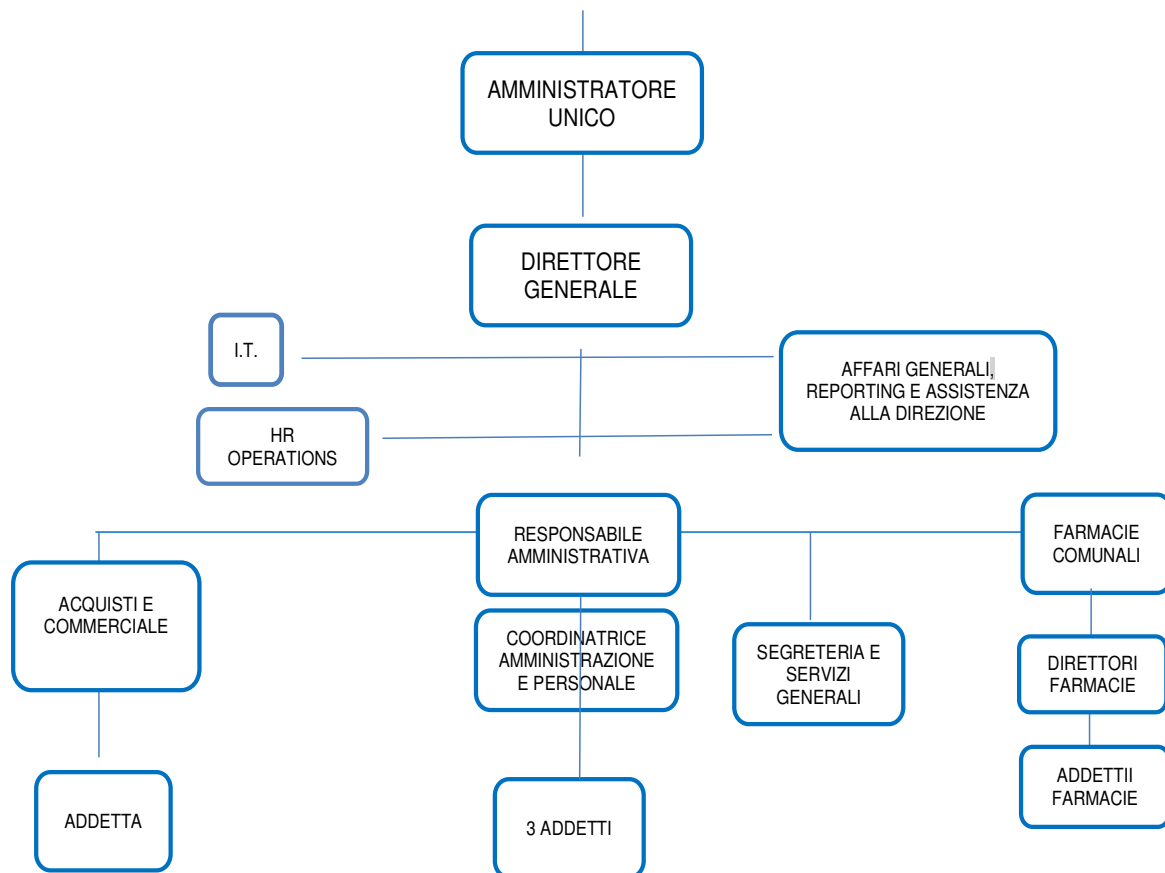 AMMINISTRATORE
UNICO
DIRETTORE
GENERALE
I.T.
AFFARI GENERALI,
REPORTING E ASSISTENZA
ALLA DIREZIONE
HR
OPERATIONS
RESPONSABILE
AMMINISTRATIVA
FARMACIE
COMUNALI
ACQUISTI E
COMMERCIALE
COORDINATRICE
AMMINISTRAZIONE
E PERSONALE
SEGRETERIA E
SERVIZI
GENERALI
DIRETTORI
FARMACIE
ADDETTA
3 ADDETTI
ADDETTII
FARMACIE